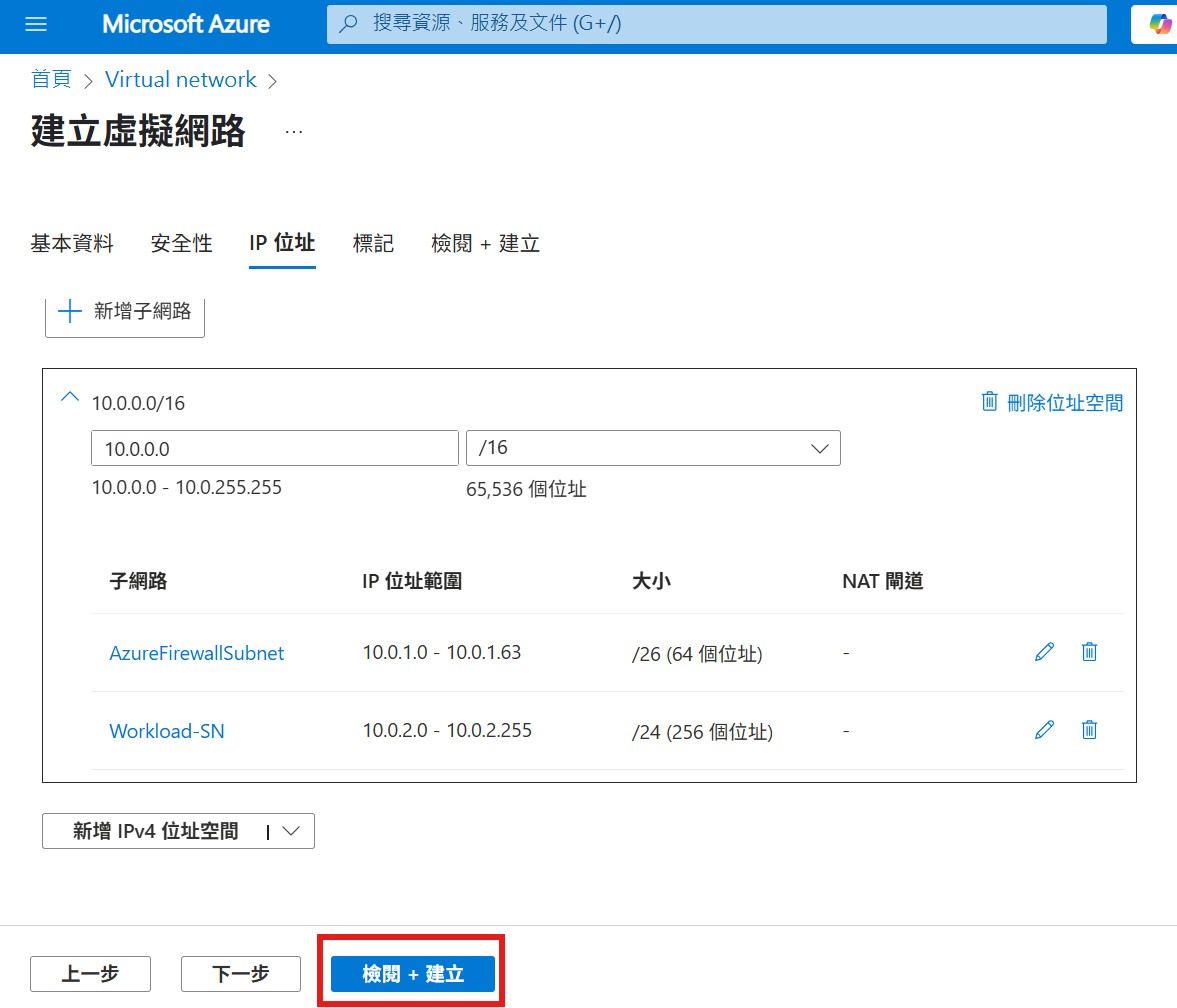 Microsoft Azure 搜尋資源、服務及文件 (G+/)
首頁 > Virtual network >
建立虛擬網路 ...
基本資料 安全性 IP 位址 標記 檢閱 + 建立
新增子網路
10.0.0.0/16 刪除位址空間
10.0.0.0 /16
10.0.0.0 - 10.0.255.255 65,536 個位址
子網路 IP 位址範圍 大小 NAT 閘道
AzureFirewallSubnet 10.0.1.0 - 10.0.1.63 /26 (64 個位址) -
Workload-SN 10.0.2.0 - 10.0.2.255 /24 (256 個位址) -
新增 IPv4 位址空間 |
上一步 下一步 檢閱 + 建立